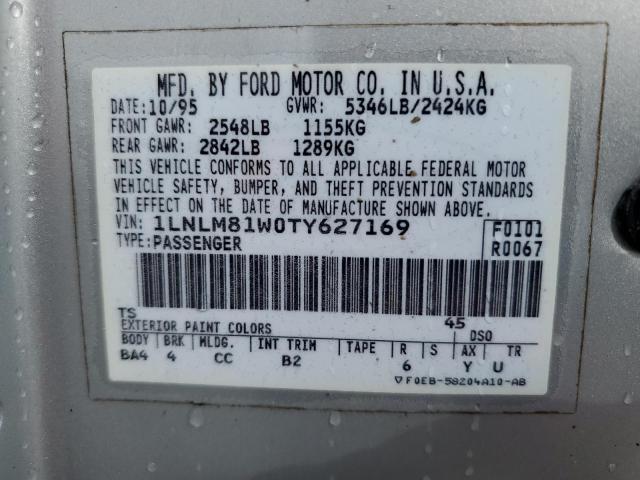 MFD. BY FORD MOTOR CO. IN U.S.A.
DATE: 10/95 GVWR: 5346LB/2424KG
FRONT GAWR: 2548LB 1155KG
REAR GAWR: 2842LB 1289KG
THIS VEHICLE CONFORMS TO ALL APPLICABLE FEDERAL MOTOR
VEHICLE SAFETY, BUMPER, AND THEFT PREVENTION STANDARDS
IN EFFECT ON THE DATE OF MANUFACTURE SHOWN ABOVE.
VIN: 1LNLM81W0TY627169 F0101
TYPE: PASSENGER R0067
TS 45
EXTERIOR PAINT COLORS DSO
BODY BRK MLDG. INT TRIM TAPE R S AX TR
BA4 4 CC B2 6 Y U
F0EB-58204A10-AB